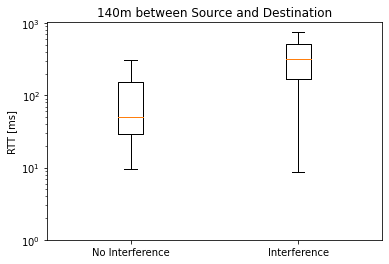 140m between Source and Destination
RTT [ms]
10³
10²
10¹
10⁰
No Interference
Interference